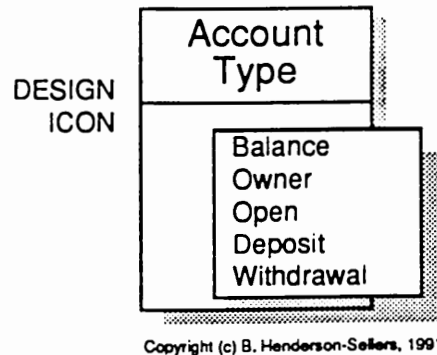 Account
Type
DESIGN
ICON
Balance
Owner
Open
Deposit
Withdrawal
Copyright (c) B. Henderson-Sellers, 199